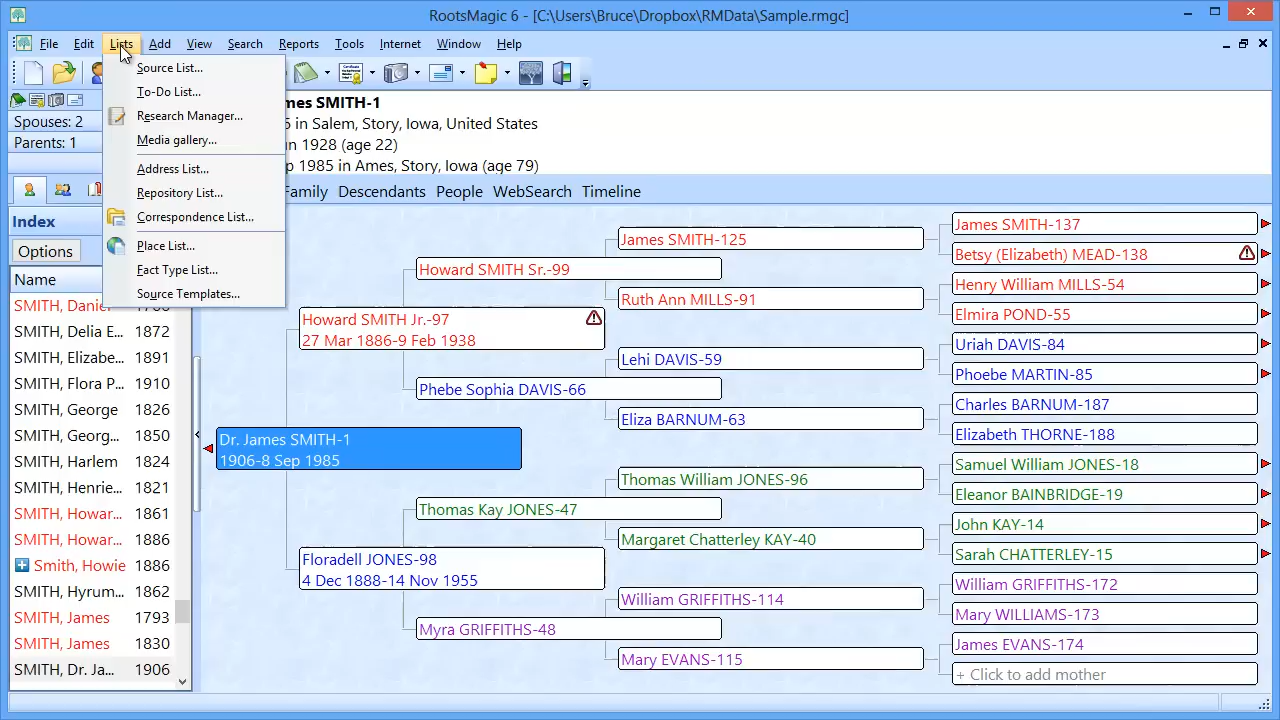 RootsMagic 6 - [C:\Users\Bruce\Dropbox\RMData\Sample.rmgc]
File Edit Lists Add View Search Reports Tools Internet Window Help
Source List...
To-Do List...
Research Manager...
Media gallery...
Address List...
Repository List...
Correspondence List...
Place List...
Fact Type List...
Source Templates...
Spouses: 2
Parents: 1
mes SMITH-1
in Salem, Story, Iowa, United States
n 1928 (age 22)
p 1985 in Ames, Story, Iowa (age 79)
Family Descendants People WebSearch Timeline
Index
Options
Name
SMITH, Daniel
SMITH, Delia E... 1872
SMITH, Elizabe... 1891
SMITH, Flora P... 1910
SMITH, George 1826
SMITH, Georg... 1850
SMITH, Harlem 1824
SMITH, Henrie... 1821
SMITH, Howar... 1861
SMITH, Howar... 1886
Smith, Howie 1886
SMITH, Hyrum... 1862
SMITH, James 1793
SMITH, James 1830
SMITH, Dr. Ja... 1906
Dr. James SMITH-1
1906-8 Sep 1985
Howard SMITH Jr.-97
27 Mar 1886-9 Feb 1938
Floradell JONES-98
4 Dec 1888-14 Nov 1955
Howard SMITH Sr.-99
Phebe Sophia DAVIS-66
Thomas Kay JONES-47
Myra GRIFFITHS-48
James SMITH-125
Ruth Ann MILLS-91
Lehi DAVIS-59
Eliza BARNUM-63
Thomas William JONES-96
Margaret Chatterley KAY-40
William GRIFFITHS-114
Mary EVANS-115
James SMITH-137
Betsy (Elizabeth) MEAD-138
Henry William MILLS-54
Elmira POND-55
Uriah DAVIS-84
Phoebe MARTIN-85
Charles BARNUM-187
Elizabeth THORNE-188
Samuel William JONES-18
Eleanor BAINBRIDGE-19
John KAY-14
Sarah CHATTERLEY-15
William GRIFFITHS-172
Mary WILLIAMS-173
James EVANS-174
+ Click to add mother